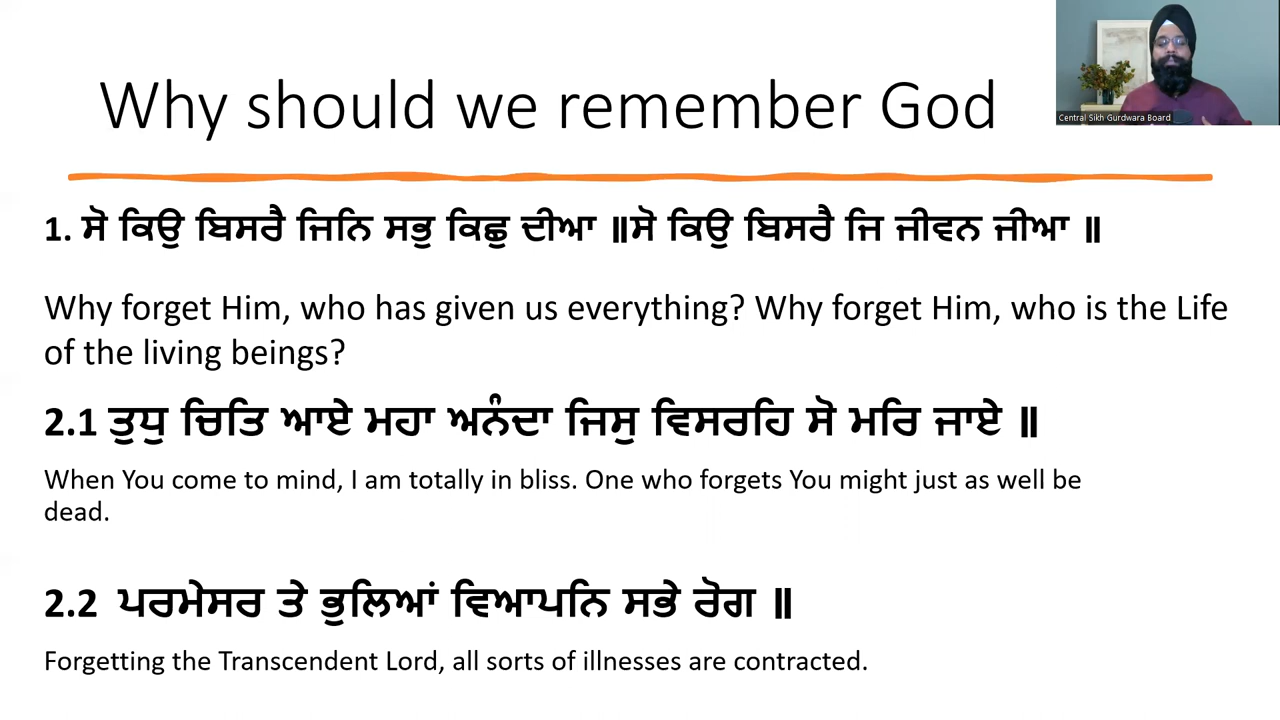 Why should we remember God
Central Sikh Gurdwara Board
1. ਸੋ ਕਿਉ ਬਿਸਰੈ ਜਿਨਿ ਸਭੁ ਕਿਛੁ ਦੀਆ ॥ਸੋ ਕਿਉ ਬਿਸਰੈ ਜਿ ਜੀਵਨ ਜੀਆ ॥
Why forget Him, who has given us everything? Why forget Him, who is the Life
of the living beings?
2.1 ਤੁਧੁ ਚਿਤਿ ਆਏ ਮਹਾ ਅਨੰਦਾ ਜਿਸੁ ਵਿਸਰਹਿ ਸੋ ਮਰਿ ਜਾਏ ॥
When You come to mind, I am totally in bliss. One who forgets You might just as well be
dead.
2.2 ਪਰਮੇਸਰ ਤੇ ਭੁਲਿਆਂ ਵਿਆਪਨਿ ਸਭੇ ਰੋਗ ॥
Forgetting the Transcendent Lord, all sorts of illnesses are contracted.